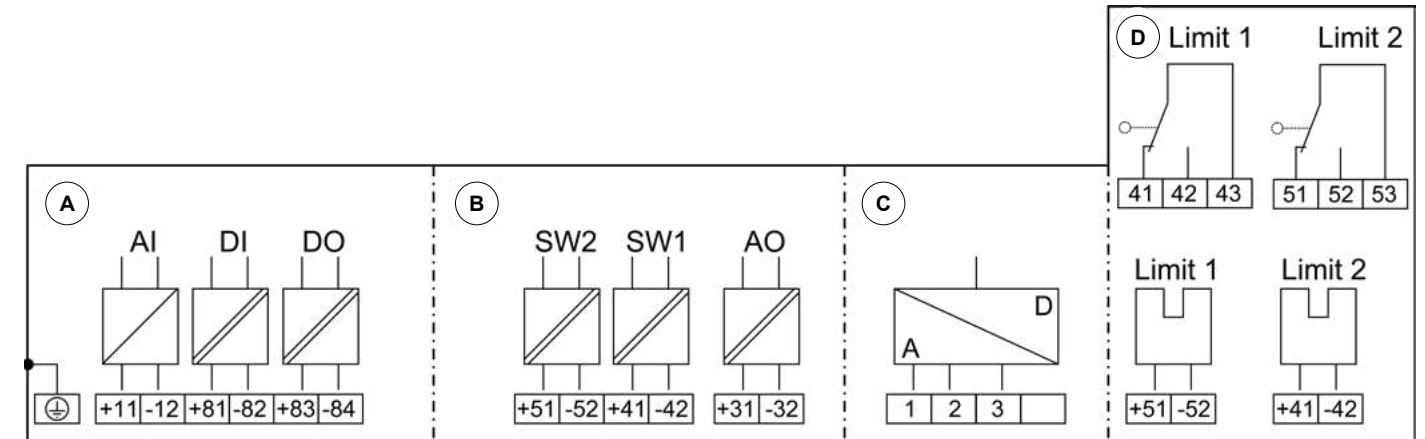 D Limit 1 Limit 2
41 42 43 51 52 53
A B C
AI DI DO SW2 SW1 AO
Limit 1 Limit 2
D
A
+11 -12 +81 -82 +83 -84 +51 -52 +41 -42 +31 -32 1 2 3 +51 -52 +41 -42